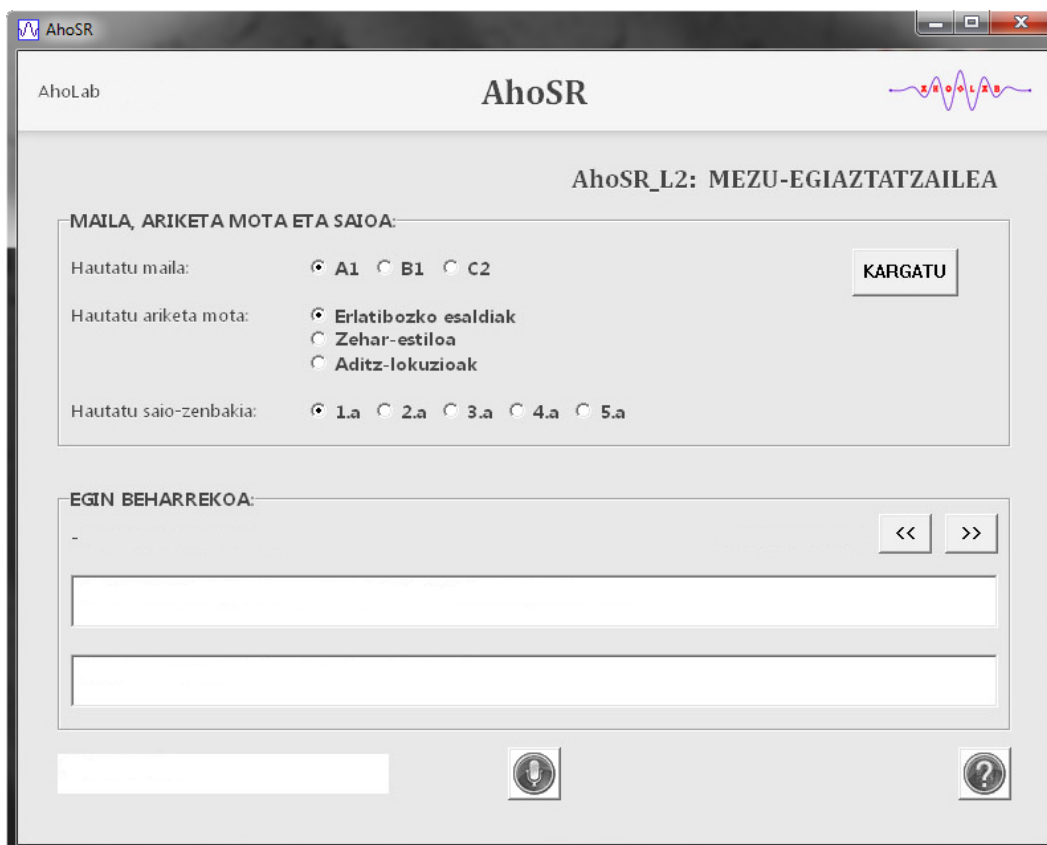 AhoSR
AhoLab
AhoSR
AHOLAB
AhoSR_L2: MEZU-EGIAZTATZAILEA
MAILA, ARIKETA MOTA ETA SAIOA:
Hautatu maila: A1 B1 C2 KARGATU
Hautatu ariketa mota: Erlatibozko esaldiak
Zehar-estiloa
Aditz-lokuzioak
Hautatu saio-zenbakia: 1.a 2.a 3.a 4.a 5.a
EGIN BEHARREKOA:
- << >>
?